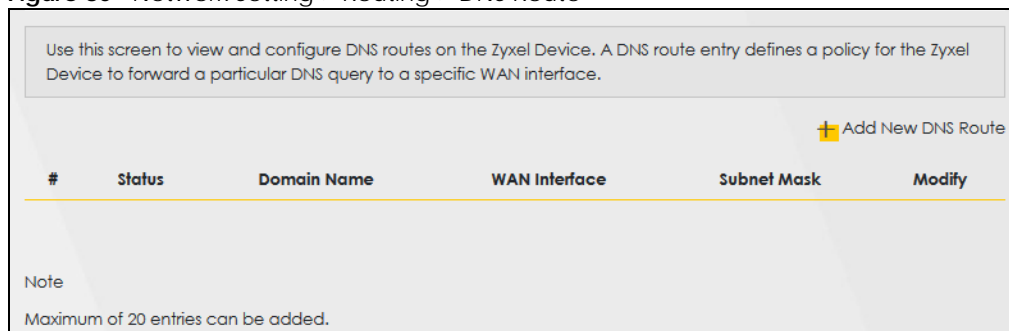 Use this screen to view and configure DNS routes on the Zyxel Device. A DNS route entry defines a policy for the Zyxel
Device to forward a particular DNS query to a specific WAN interface.
Add New DNS Route
# Status Domain Name WAN Interface Subnet Mask Modify
Note
Maximum of 20 entries can be added.